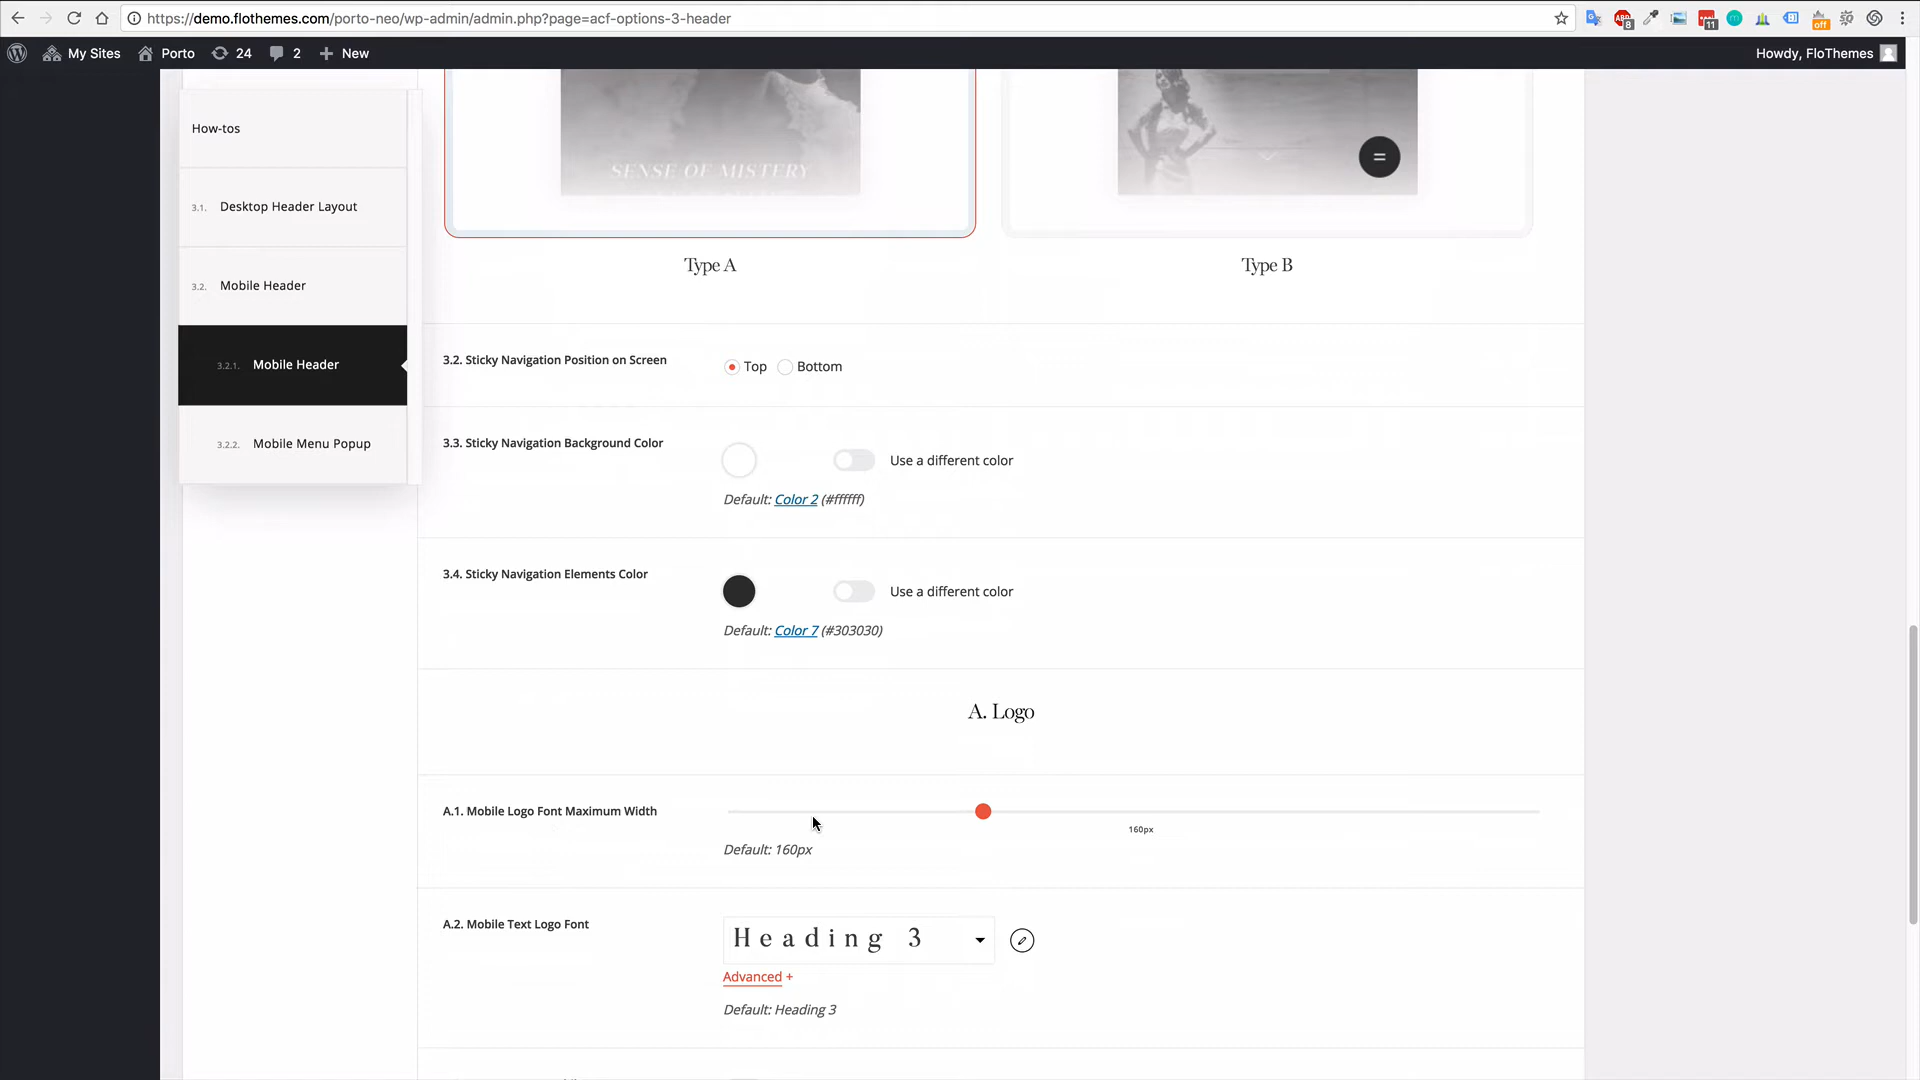 https://demo.flothemes.com/porto-neo/wp-admin/admin.php?page=acf-options-3-header
8
11
off
My Sites
Porto
24
2
New
Howdy, FloThemes
How-tos
3.1. Desktop Header Layout
3.2. Mobile Header
3.2.1. Mobile Header
3.2.2. Mobile Menu Popup
SENSE OF MISTERY
Type A
Type B
3.2. Sticky Navigation Position on Screen
Top
Bottom
3.3. Sticky Navigation Background Color
Use a different color
Default: Color 2 (#ffffff)
3.4. Sticky Navigation Elements Color
Use a different color
Default: Color 7 (#303030)
A. Logo
A.1. Mobile Logo Font Maximum Width
160px
Default: 160px
A.2. Mobile Text Logo Font
Heading 3
Advanced +
Default: Heading 3